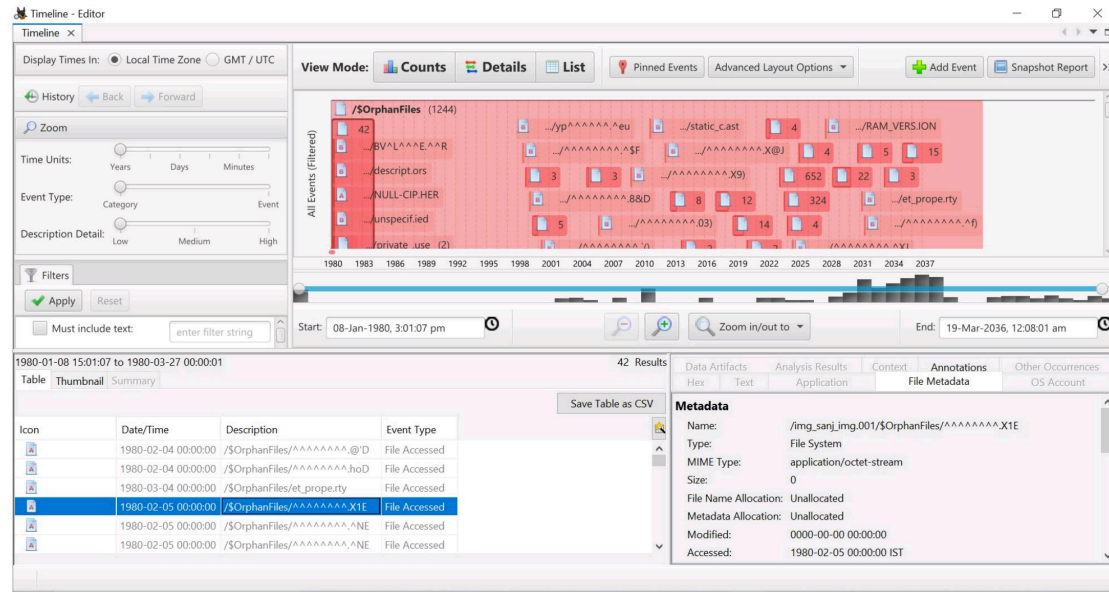 Timeline - Editor
Timeline ×
Display Times In: Local Time Zone GMT / UTC
History Back Forward
Zoom
Time Units:
Years Days Minutes
Event Type:
Category Event
Description Detail:
Low Medium High
Filters
Apply Reset
Must include text: enter filter string
View Mode: Counts Details List Pinned Events Advanced Layout Options Add Event Snapshot Report
All Events (Filtered)
/$OrphanFiles (1244)
42 .../yp^^^^^^.^eu .../static_c.ast 4 .../RAM_VERS.ION
.../BV^L^^^E.^^R .../^^^^^^^^.^$F .../^^^^^^^^.X@J 4 5 15
.../descript.ors 3 3 .../^^^^^^^^.X9) 652 22 3
.../NULL-CIP.HER .../^^^^^^^^.8&D 8 12 324 .../et_prope.rty
.../unspecif.ied 5 .../^^^^^^^^.03) 14 4 .../^^^^^^^^.^f)
.../private_.use (2)
1980 1983 1986 1989 1992 1995 1998 2001 2004 2007 2010 2013 2016 2019 2022 2025 2028 2031 2034 2037
Start: 08-Jan-1980, 3:01:07 pm Zoom in/out to End: 19-Mar-2036, 12:08:01 am
1980-01-08 15:01:07 to 1980-03-27 00:00:01 42 Results
Table Thumbnail Summary
Save Table as CSV
Icon Date/Time Description Event Type
1980-02-04 00:00:00 /$OrphanFiles/^^^^^^^^.@'D File Accessed
1980-02-04 00:00:00 /$OrphanFiles/^^^^^^^^.hoD File Accessed
1980-03-04 00:00:00 /$OrphanFiles/et_prope.rty File Accessed
1980-02-05 00:00:00 /$OrphanFiles/^^^^^^^^.X1E File Accessed
1980-02-05 00:00:00 /$OrphanFiles/^^^^^^^^.^NE File Accessed
1980-02-05 00:00:00 /$OrphanFiles/^^^^^^^^.^NE File Accessed
Data Artifacts Analysis Results Context Annotations Other Occurrences
Hex Text Application File Metadata OS Account
Metadata
Name: /img_sanj_img.001/$OrphanFiles/^^^^^^^^.X1E
Type: File System
MIME Type: application/octet-stream
Size: 0
File Name Allocation: Unallocated
Metadata Allocation: Unallocated
Modified: 0000-00-00 00:00:00
Accessed: 1980-02-05 00:00:00 IST